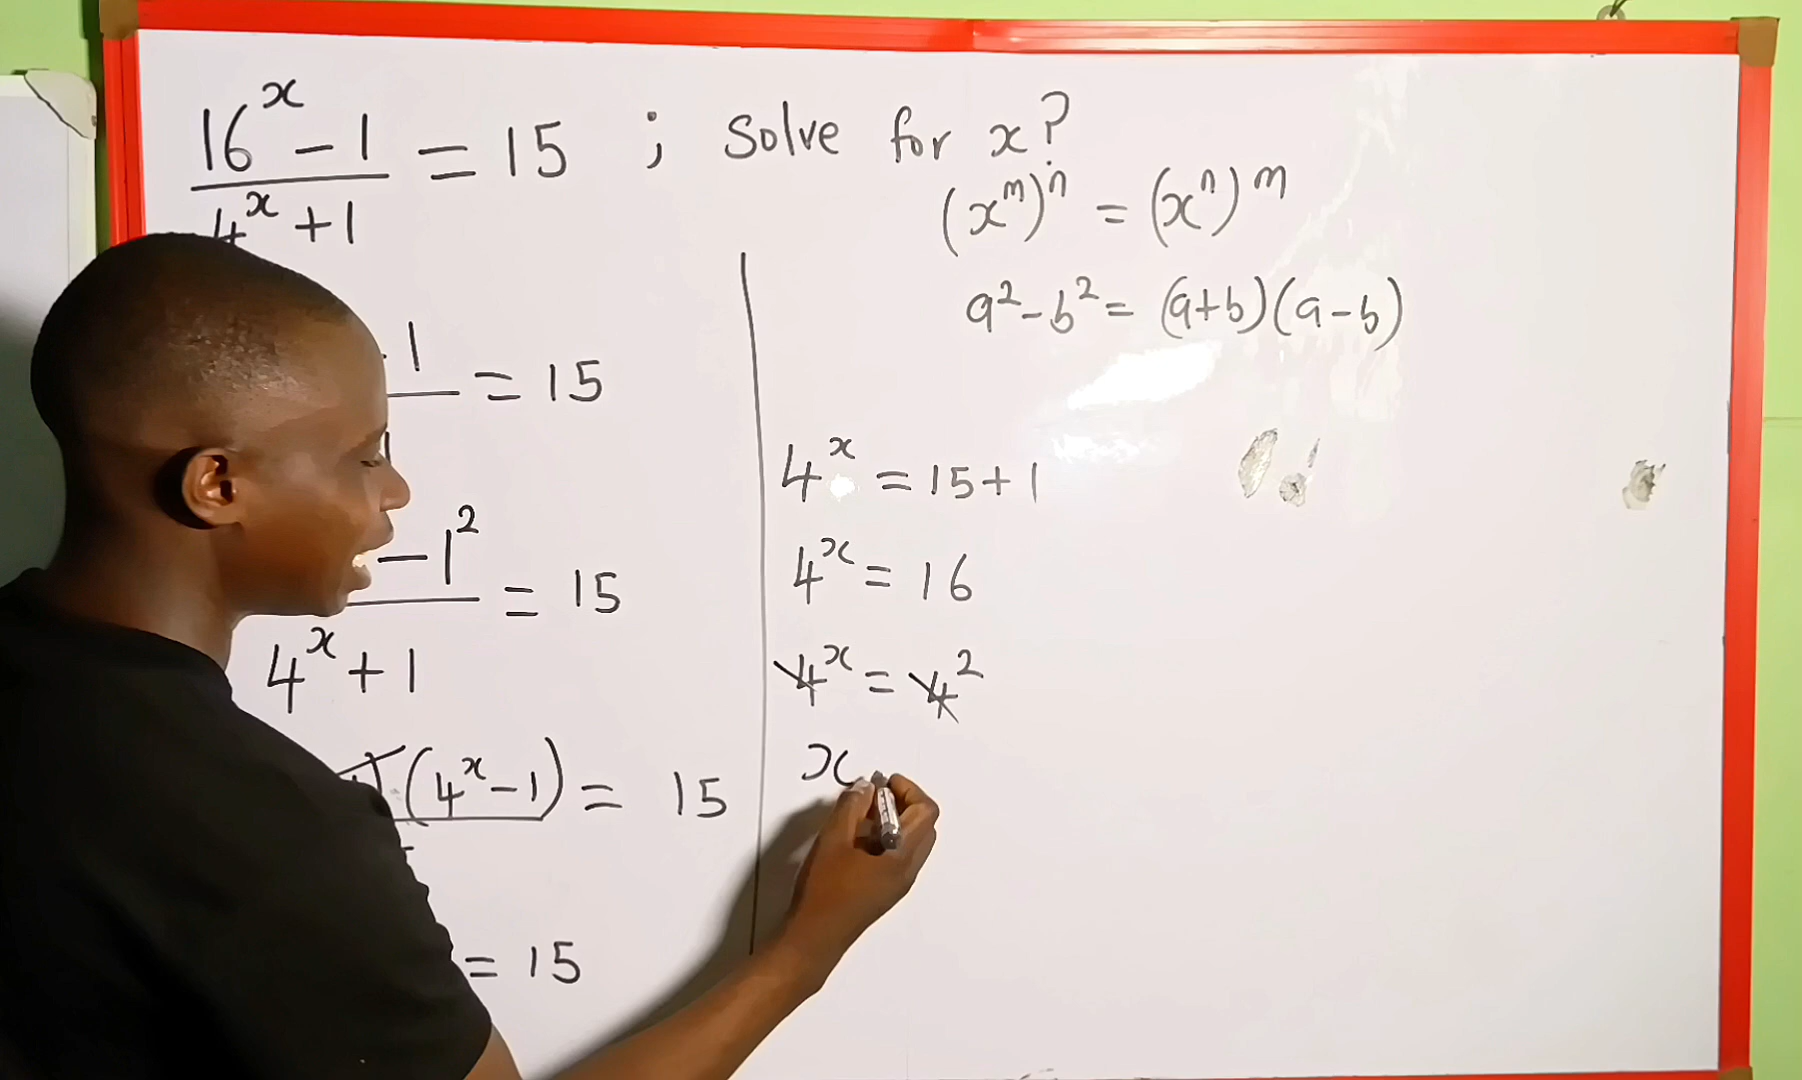 16^x - 1 = 15 ; Solve for x?
4^x + 1
(x^m)^n = (x^n)^m
a² - b² = (a+b)(a-b)
1 = 15
- 1² = 15
4^x + 1
(4^x - 1) = 15
= 15
4^x = 15 + 1
4^x = 16
4^x = 4²
x